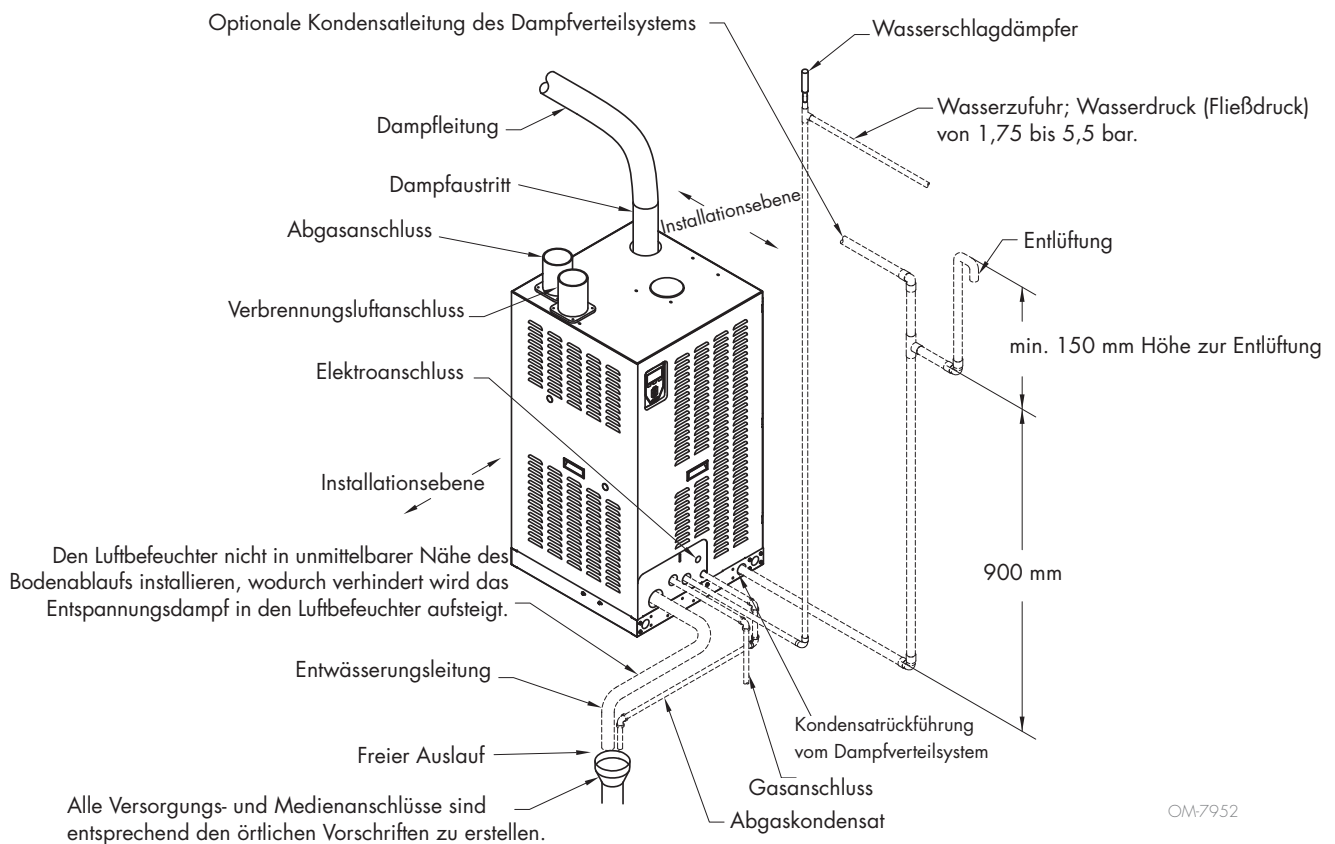 Optionale Kondensatleitung des Dampfverteilsystems
Wasserschlagdämpfer
Wasserzufuhr; Wasserdruck (Fließdruck)
von 1,75 bis 5,5 bar.
Dampfleitung
Dampfaustritt
Installationsebene
Abgasanschluss
Entlüftung
Verbrennungsluftanschluss
min. 150 mm Höhe zur Entlüftung
Elektroanschluss
Installationsebene
Den Luftbefeuchter nicht in unmittelbarer Nähe des
Bodenablaufs installieren, wodurch verhindert wird das
Entspannungsdampf in den Luftbefeuchter aufsteigt.
900 mm
Entwässerungsleitung
Kondensatrückführung
vom Dampfverteilsystem
Freier Auslauf
Gasanschluss
Alle Versorgungs- und Medienanschlüsse sind
entsprechend den örtlichen Vorschriften zu erstellen.
Abgaskondensat
OM-7952